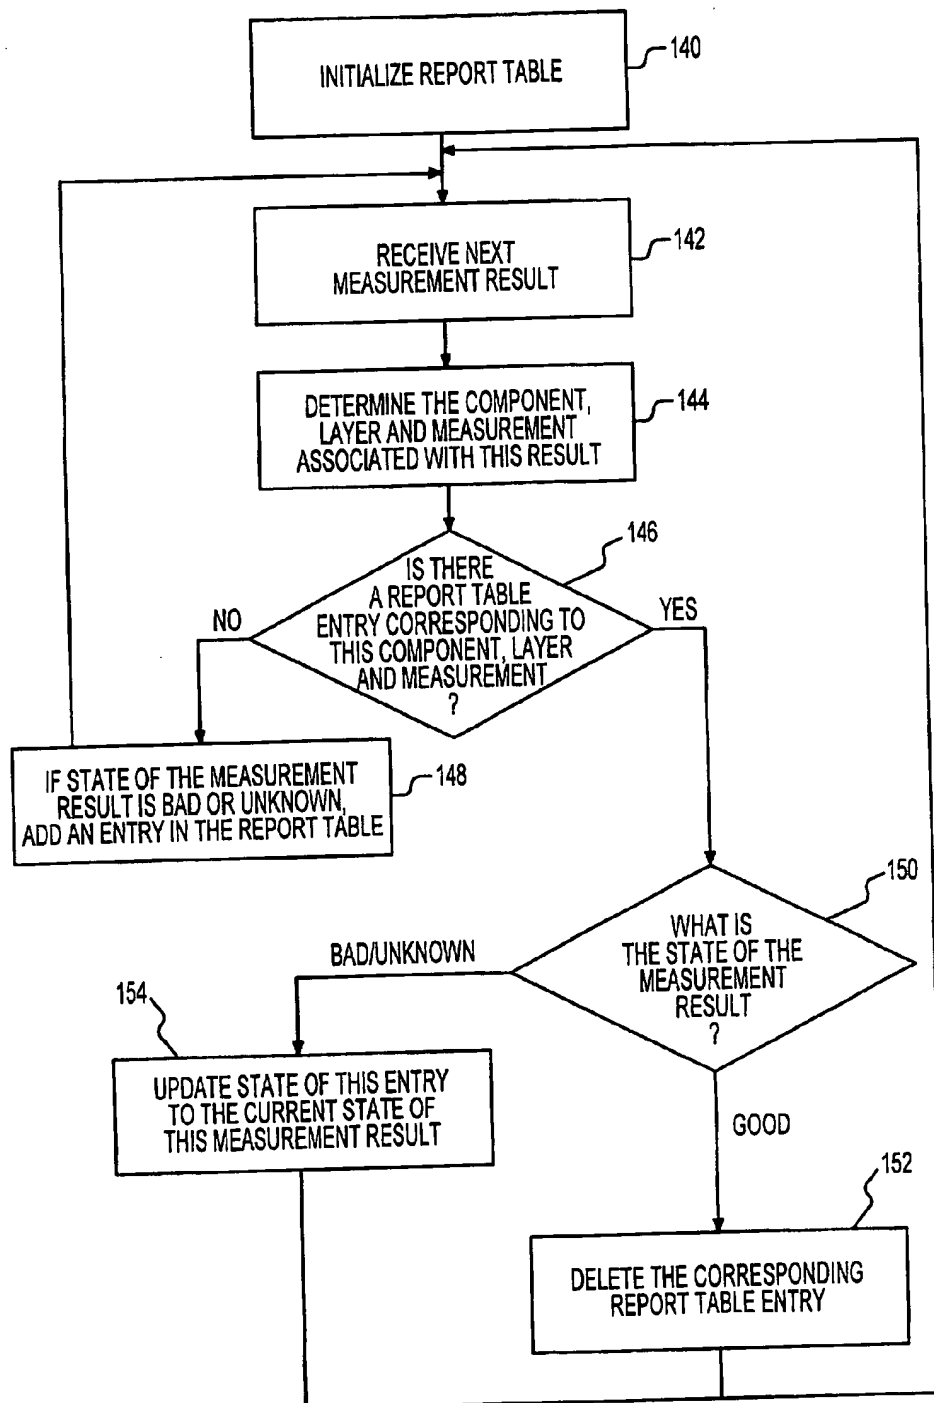 INITIALIZE REPORT TABLE
140
RECEIVE NEXT
MEASUREMENT RESULT
142
DETERMINE THE COMPONENT,
LAYER AND MEASUREMENT
ASSOCIATED WITH THIS RESULT
144
146
IS THERE
A REPORT TABLE
ENTRY CORRESPONDING TO
THIS COMPONENT, LAYER
AND MEASUREMENT
?
NO
YES
IF STATE OF THE MEASUREMENT
RESULT IS BAD OR UNKNOWN,
ADD AN ENTRY IN THE REPORT TABLE
148
150
WHAT IS
THE STATE OF THE
MEASUREMENT
RESULT
?
BAD/UNKNOWN
154
UPDATE STATE OF THIS ENTRY
TO THE CURRENT STATE OF
THIS MEASUREMENT RESULT
GOOD
152
DELETE THE CORRESPONDING
REPORT TABLE ENTRY